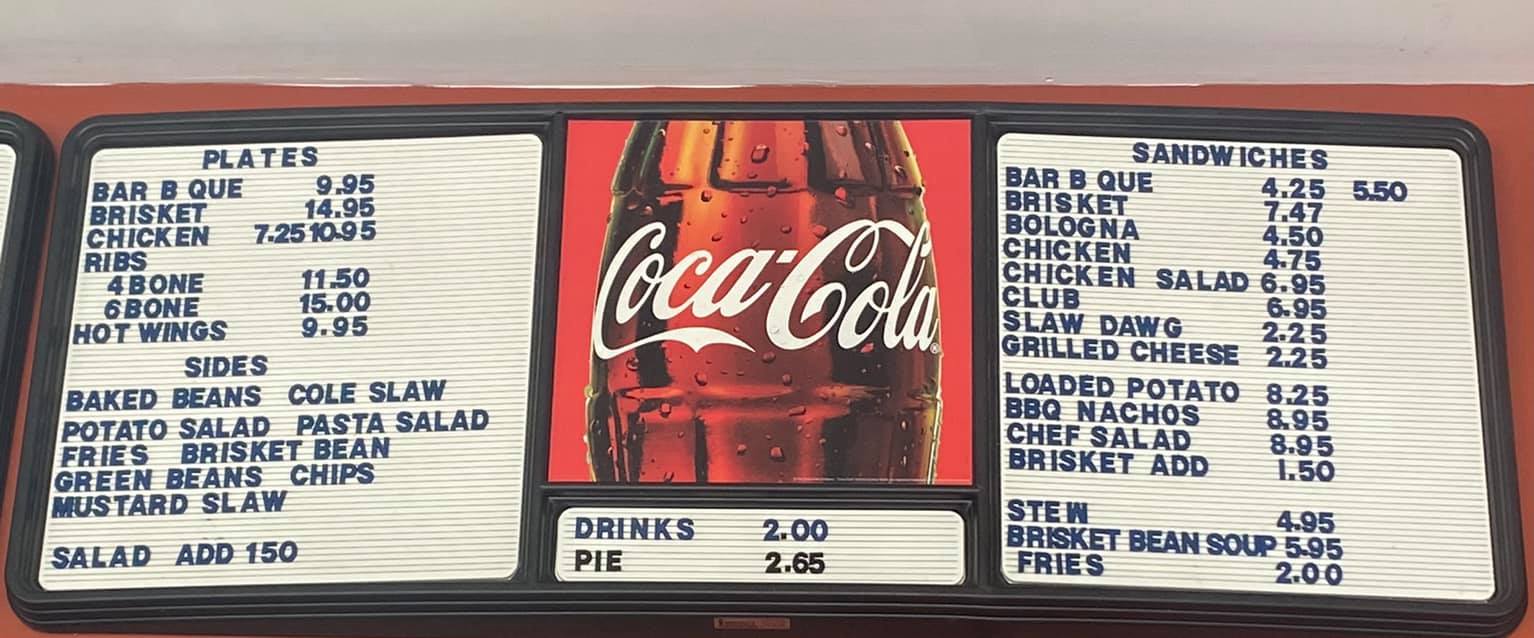 PLATES
BAR B QUE 9.95
BRISKET 14.95
CHICKEN 7.25 10.95
RIBS
4 BONE 11.50
6 BONE 15.00
HOT WINGS 9.95
SIDES
BAKED BEANS COLE SLAW
POTATO SALAD PASTA SALAD
FRIES BRISKET BEAN
GREEN BEANS CHIPS
MUSTARD SLAW
SALAD ADD 150
Coca-Cola®
DRINKS 2.00
PIE 2.65
SANDWICHES
BAR B QUE 4.25 5.50
BRISKET 7.47
BOLOGNA 4.50
CHICKEN 4.75
CHICKEN SALAD 6.95
CLUB 6.95
SLAW DAWG 2.25
GRILLED CHEESE 2.25
LOADED POTATO 8.25
BBQ NACHOS 8.95
CHEF SALAD 8.95
BRISKET ADD 1.50
STEW 4.95
BRISKET BEAN SOUP 5.95
FRIES 2.00